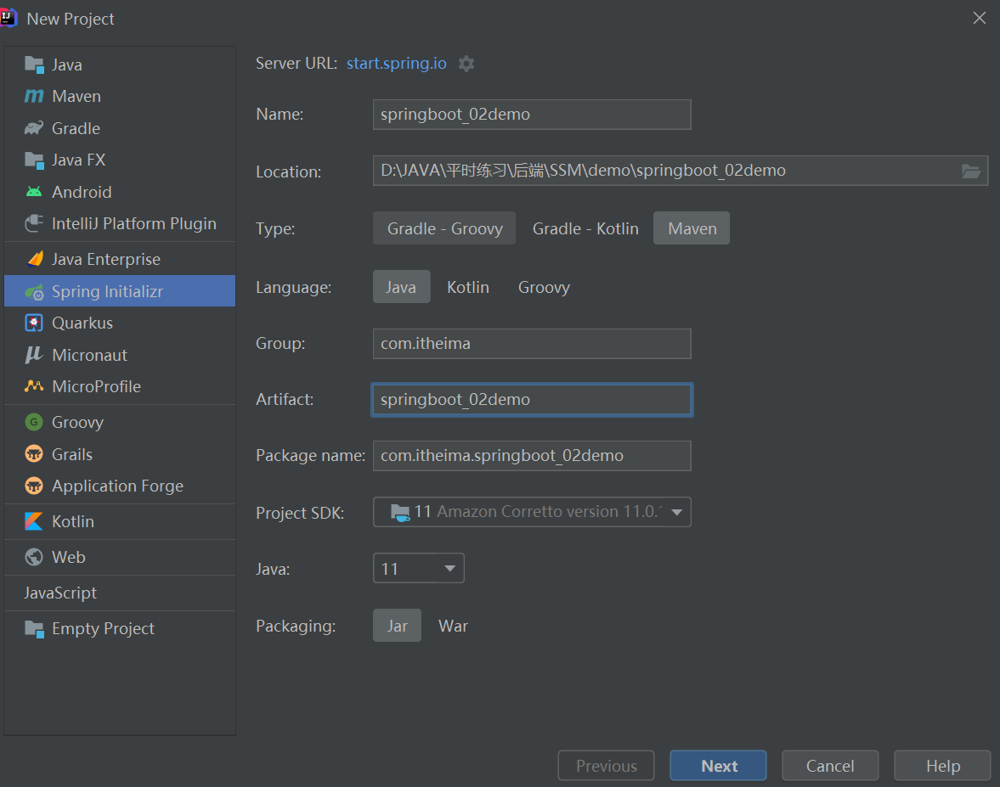 New Project
Java
Maven
Gradle
Java FX
Android
IntelliJ Platform Plugin
Java Enterprise
Spring Initializr
Quarkus
Micronaut
MicroProfile
Groovy
Grails
Application Forge
Kotlin
Web
JavaScript
Empty Project
Server URL: start.spring.io
Name: springboot_02demo
Location: D:\JAVA\平时练习\后端\SSM\demo\springboot_02demo
Type: Gradle - Groovy Gradle - Kotlin Maven
Language: Java Kotlin Groovy
Group: com.itheima
Artifact: springboot_02demo
Package name: com.itheima.springboot_02demo
Project SDK: 11 Amazon Corretto version 11.0.
Java: 11
Packaging: Jar War
Previous Next Cancel Help